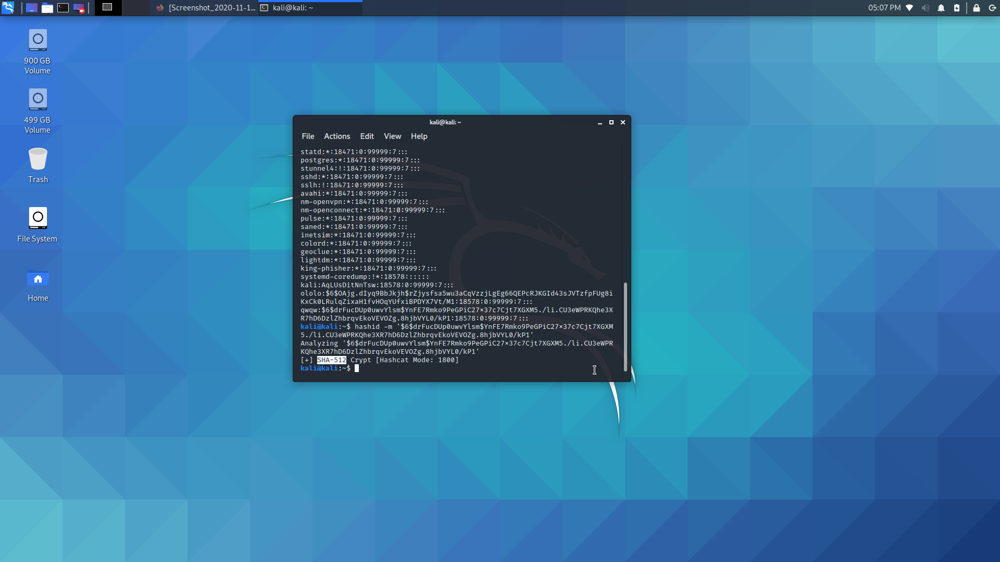 [Screenshot_2020-11-1...
kali@kali: ~
05:07 PM
900 GB
Volume
499 GB
Volume
Trash
File System
Home
kali@kali: ~
File Actions Edit View Help
statd:*:18471:0:99999:7:::
postgres:*:18471:0:99999:7:::
stunnel4:!:18471:0:99999:7:::
sshd:*:18471:0:99999:7:::
sslh:!:18471:0:99999:7:::
avahi:*:18471:0:99999:7:::
nm-openvpn:*:18471:0:99999:7:::
nm-openconnect:*:18471:0:99999:7:::
pulse:*:18471:0:99999:7:::
saned:*:18471:0:99999:7:::
inetsim:*:18471:0:99999:7:::
colord:*:18471:0:99999:7:::
geoclue:*:18471:0:99999:7:::
lightdm:*:18471:0:99999:7:::
king-phisher:*:18471:0:99999:7:::
systemd-coredump:!*:18578::::::
kali:AqLUsDitNnTsw:18578:0:99999:7:::
ololo:$6$OAjg.dIyq9BbJkjh$rZjysfsa5wu3aCqVzzjLgEg66QEPcRJKGId43sJVTzfpFUg8i
KxCk0LRulqZixaH1fvHOqYUfxiBPDYX7Vt/M1:18578:0:99999:7:::
qwqw:$6$drFucDUp0uwvYlsm$YnFE7Rmko9PeGPiC27×37c7Cjt7XGXM5./li.CU3eWPRKQhe3X
R7hD6DzlZhbrqvEkoVEVOZg.8hjbVYL0/kP1:18578:0:99999:7:::
kali@kali:~$ hashid -m '$6$drFucDUp0uwvYlsm$YnFE7Rmko9PeGPiC27×37c7Cjt7XGXM
5./li.CU3eWPRKQhe3XR7hD6DzlZhbrqvEkoVEVOZg.8hjbVYL0/kP1'
Analyzing '$6$drFucDUp0uwvYlsm$YnFE7Rmko9PeGPiC27×37c7Cjt7XGXM5./li.CU3eWPR
KQhe3XR7hD6DzlZhbrqvEkoVEVOZg.8hjbVYL0/kP1'
[+] SHA-512 Crypt [Hashcat Mode: 1800]
kali@kali:~$